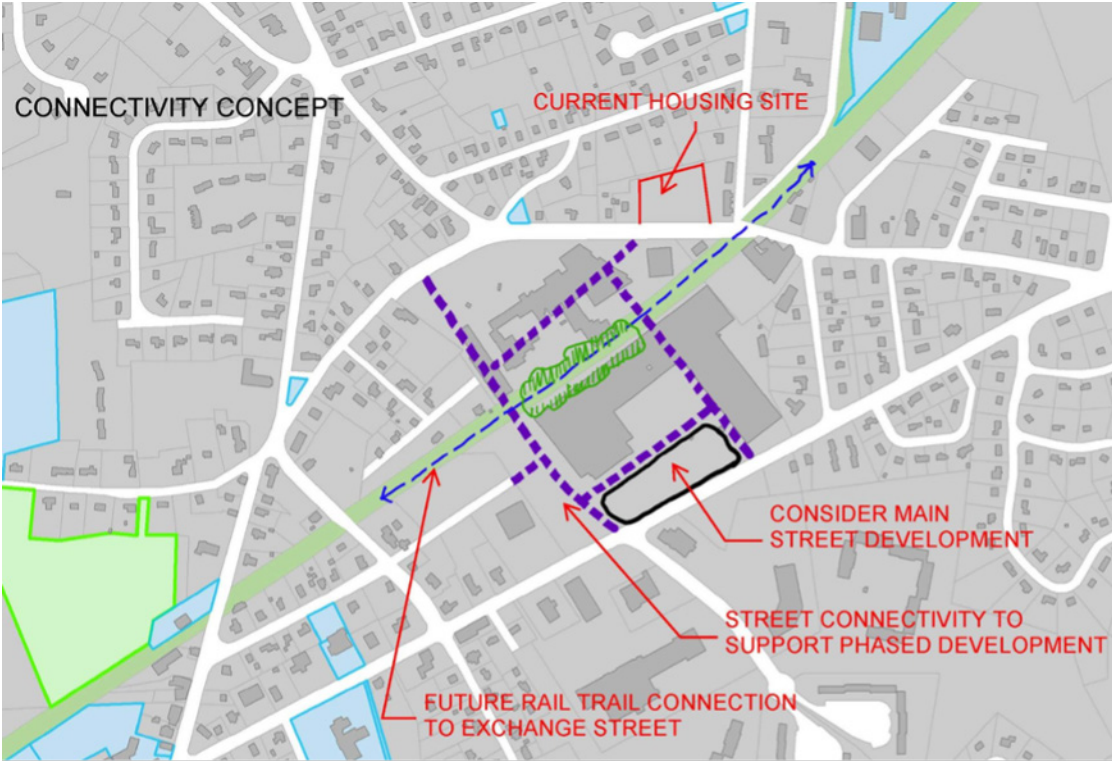 CONNECTIVITY CONCEPT
CURRENT HOUSING SITE
CONSIDER MAIN
STREET DEVELOPMENT
STREET CONNECTIVITY TO
SUPPORT PHASED DEVELOPMENT
FUTURE RAIL TRAIL CONNECTION
TO EXCHANGE STREET